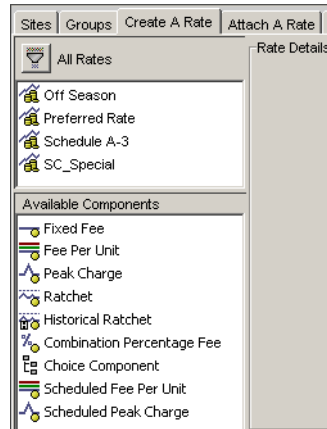 Sites Groups Create A Rate Attach A Rate
All Rates
Rate Details
Off Season
Preferred Rate
Schedule A-3
SC_Special
Available Components
Fixed Fee
Fee Per Unit
Peak Charge
Ratchet
Historical Ratchet
Combination Percentage Fee
Choice Component
Scheduled Fee Per Unit
Scheduled Peak Charge